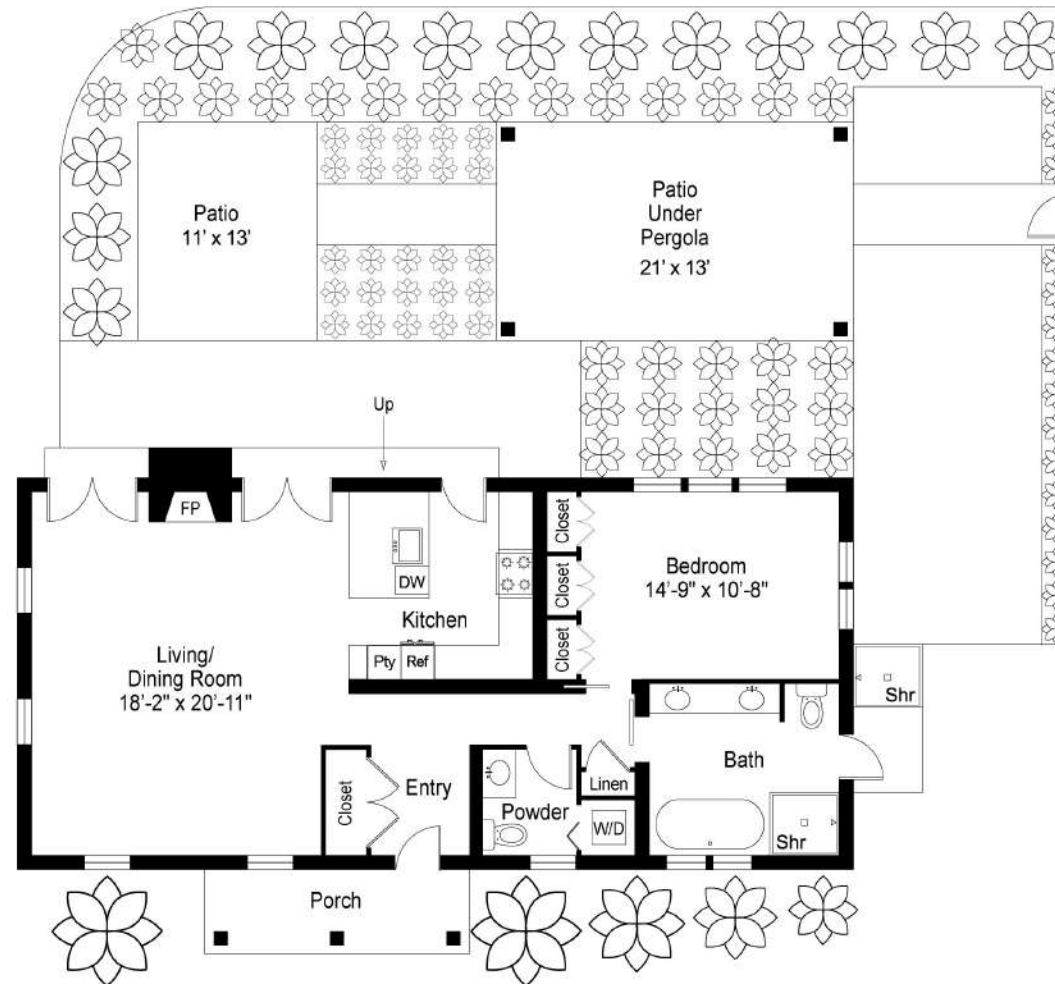 Patio
11' x 13'
Patio
Under
Pergola
21' x 13'
Up
FP
Closet
DW
Bedroom
14'-9" x 10'-8"
Closet
Kitchen
Closet
Pty
Ref
Living/
Dining Room
18'-2" x 20'-11"
Shr
Bath
Closet
Entry
Linen
Powder
W/D
Shr
Porch